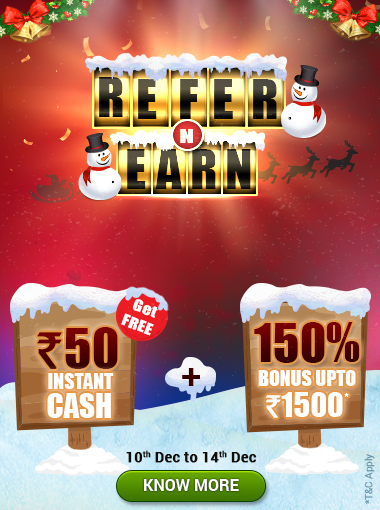 REFER
N
EARN
Get
FREE
₹50
INSTANT
CASH
+
150%
BONUS UPTO
₹1500*
10th Dec to 14th Dec
KNOW MORE
*T&C Apply